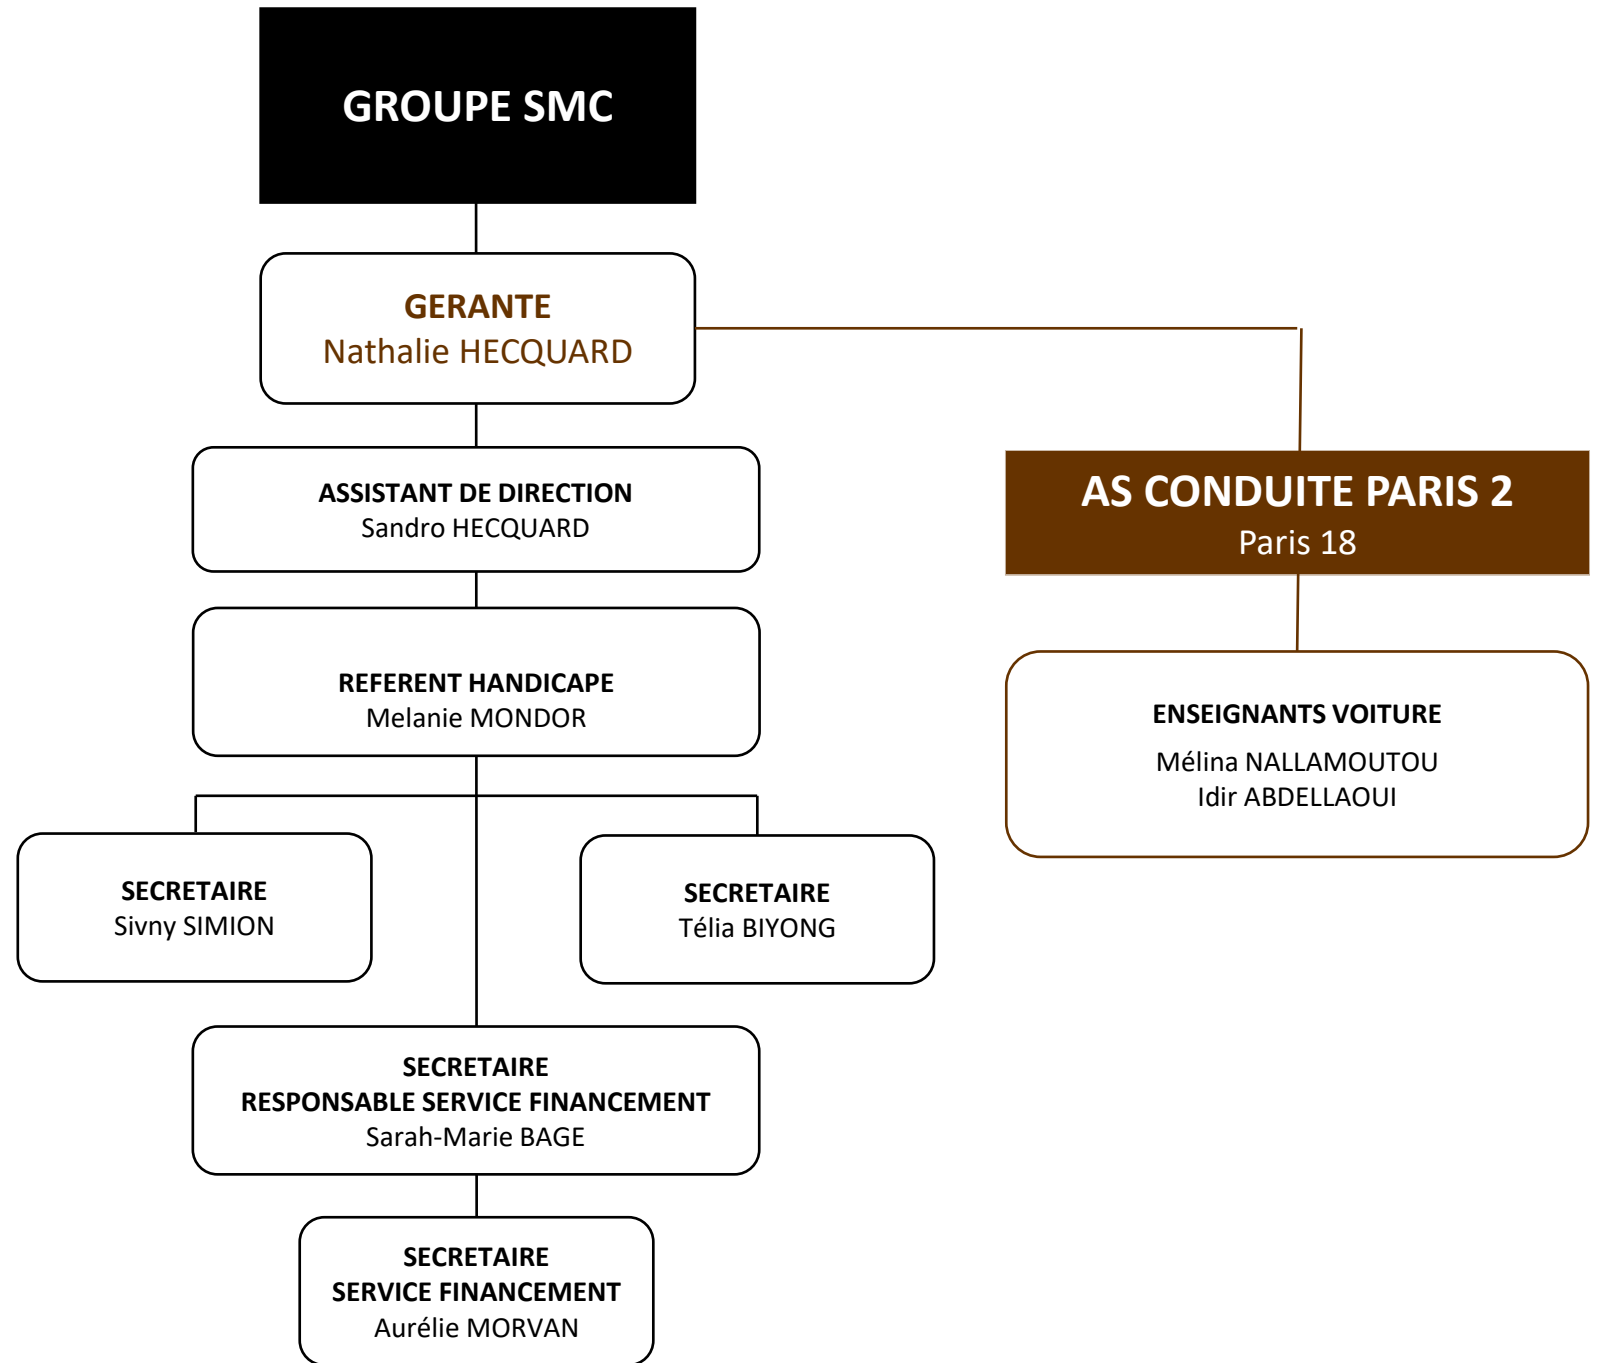 GROUPE SMC
GERANTE
Nathalie HECQUARD
ASSISTANT DE DIRECTION
Sandro HECQUARD
AS CONDUITE PARIS 2
Paris 18
REFERENT HANDICAPE
Melanie MONDOR
ENSEIGNANTS VOITURE
Mélina NALLAMOUTOU
Idir ABDELLAOUI
SECRETAIRE
Sivny SIMION
SECRETAIRE
Télia BIYONG
SECRETAIRE
RESPONSABLE SERVICE FINANCEMENT
Sarah-Marie BAGE
SECRETAIRE
SERVICE FINANCEMENT
Aurélie MORVAN